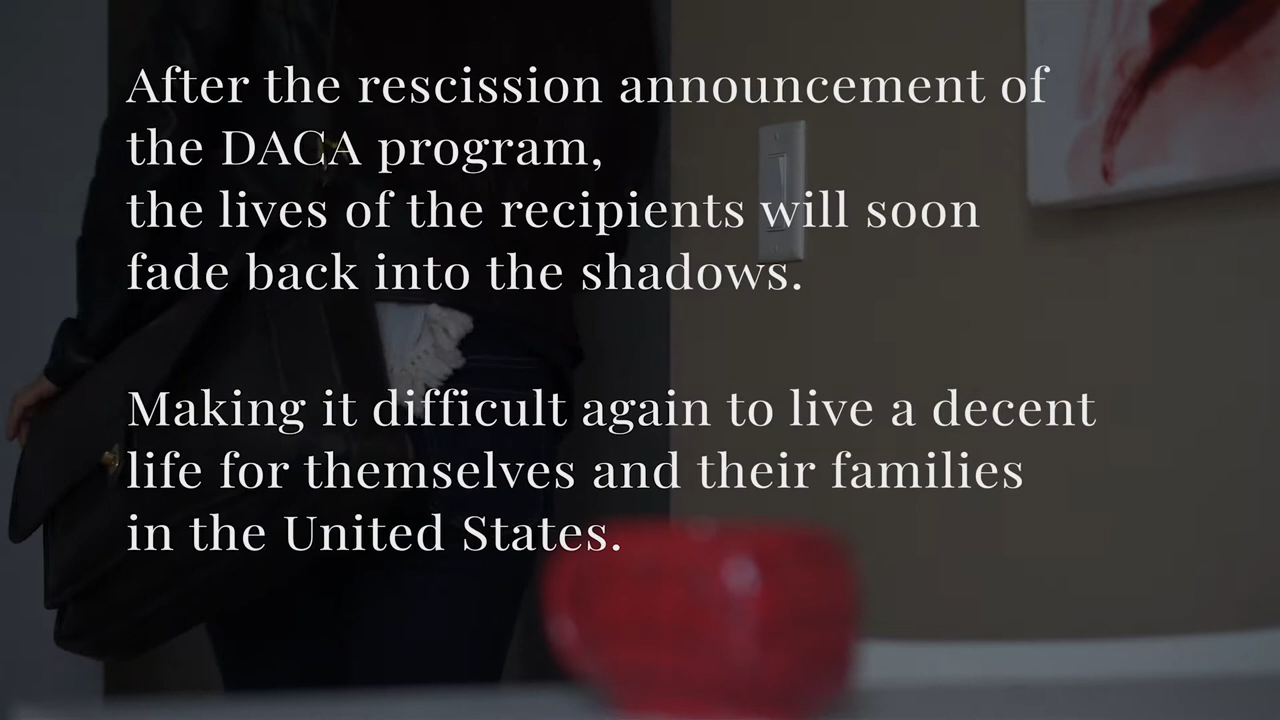 After the rescission announcement of
the DACA program,
the lives of the recipients will soon
fade back into the shadows.
Making it difficult again to live a decent
life for themselves and their families
in the United States.